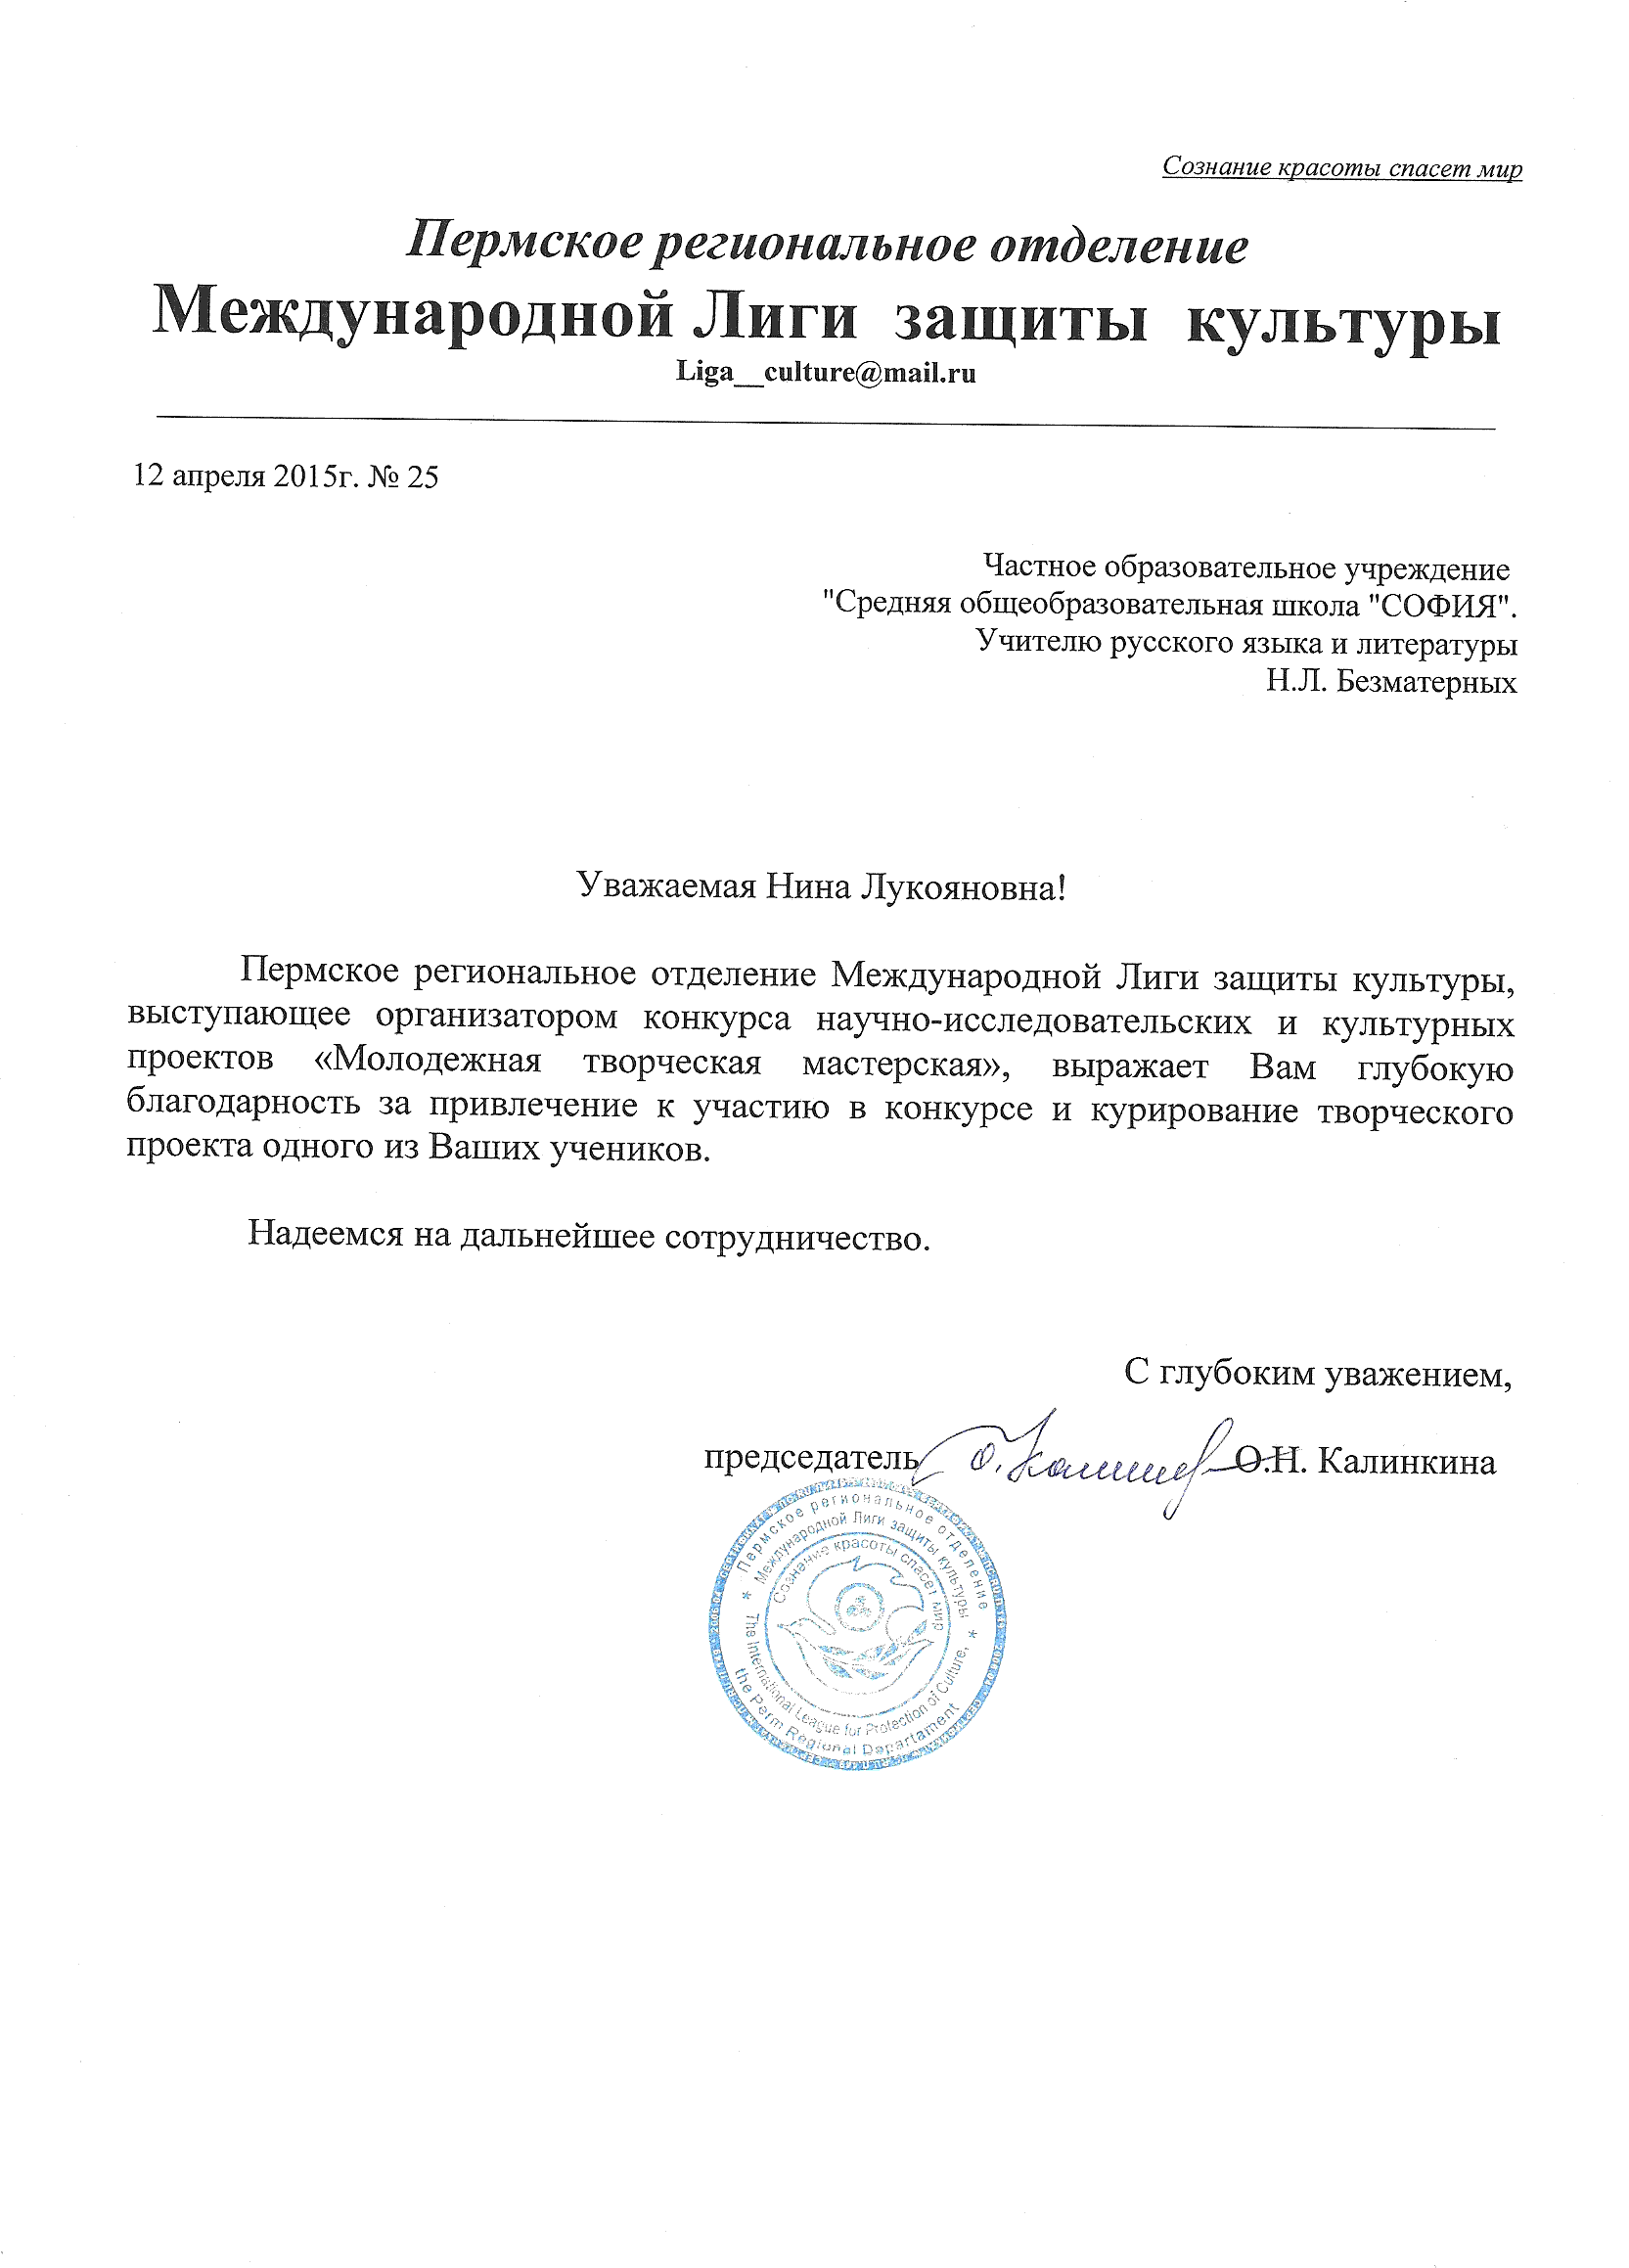 Сознание красоты спасет мир
Пермское региональное отделение
Международной Лиги защиты культуры
Liga__culture@mail.ru
12 апреля 2015г. № 25
Частное образовательное учреждение
"Средняя общеобразовательная школа "СОФИЯ".
Учителю русского языка и литературы
Н.Л. Безматерных
Уважаемая Нина Лукояновна!
Пермское региональное отделение Международной Лиги защиты культуры,
выступающее организатором конкурса научно-исследовательских и культурных
проектов «Молодежная творческая мастерская», выражает Вам глубокую
благодарность за привлечение к участию в конкурсе и курирование творческого
проекта одного из Ваших учеников.
Надеемся на дальнейшее сотрудничество.
С глубоким уважением,
председатель О.Н. Калинкина
Пермское региональное отделение
Международной Лиги защиты культуры
Сознание красоты спасет мир
The International League for Protection of Culture,
the Perm Regional Departament